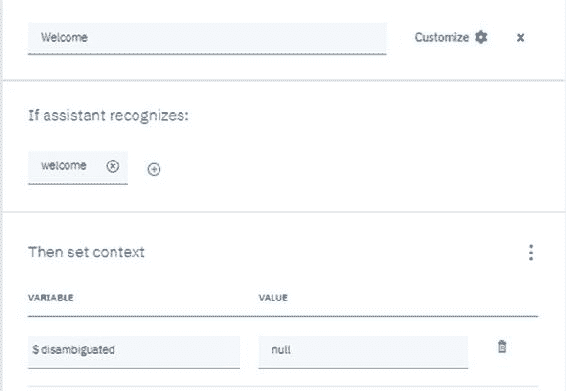 Welcome Customize x
If assistant recognizes:
welcome
Then set context
VARIABLE VALUE
$ disambiguated null